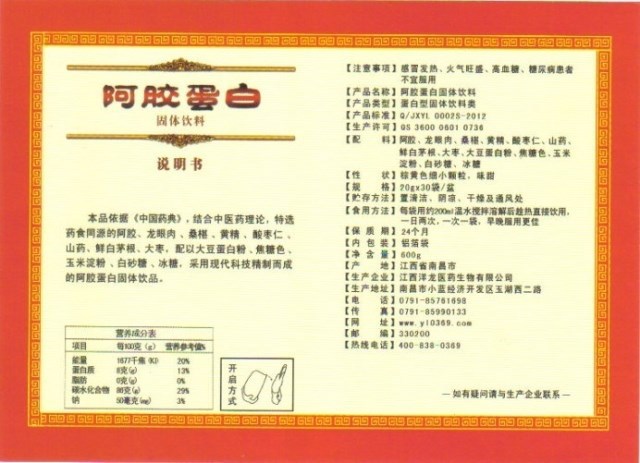 阿胶蛋白
固体饮料
说明书
本品依据《中国药典》，结合中医药理论，特选
药食同源的阿胶、龙眼肉、桑椹、黄精、酸枣仁、
山药、鲜白茅根、大枣，配以大豆蛋白粉、焦糖色、
玉米淀粉、白砂糖、冰糖，采用现代科技精制而成
的阿胶蛋白固体饮品。
营养成分表
项目 每100克(g) 营养参考值%
能量 1677千焦(KJ) 20%
蛋白质 8克(g) 13%
脂肪 0克(g) 0%
碳水化合物 86克(g) 29%
钠 50毫克(mg) 3%
开启方式
【注意事项】感冒发热、火气旺盛、高血糖、糖尿病患者
不宜服用
【产品名称】阿胶蛋白固体饮料
【产品类型】蛋白型固体饮料类
【产品标准】Q/JXYL 0002S-2012
【生产许可】QS 3600 0601 0736
【配 料】阿胶、龙眼肉、桑椹、黄精、酸枣仁、山药、
鲜白茅根、大枣、大豆蛋白粉、焦糖色、玉米
淀粉、白砂糖、冰糖
【性 状】棕黄色细小颗粒，味甜
【规 格】20gx30袋/盆
【贮存方法】置清洁、阴凉、干燥及通风处
【食用方法】每袋用约200ml温水搅拌溶解后趁热直接饮用，
一日两次，一次一袋，早晚服用更佳
【保 质 期】24个月
【内 包 装】铝箔袋
【净 含 量】600g
【产 地】江西省南昌市
【生产企业】江西洋龙医药生物有限公司
【生产地址】南昌市小蓝经济开发区玉湖西二路
【电 话】0791-85761698
【传 真】0791-85990133
【网 址】www.yl0369.com
【邮 编】330200
【热线电话】400-838-0369
—如有疑问请与生产企业联系—